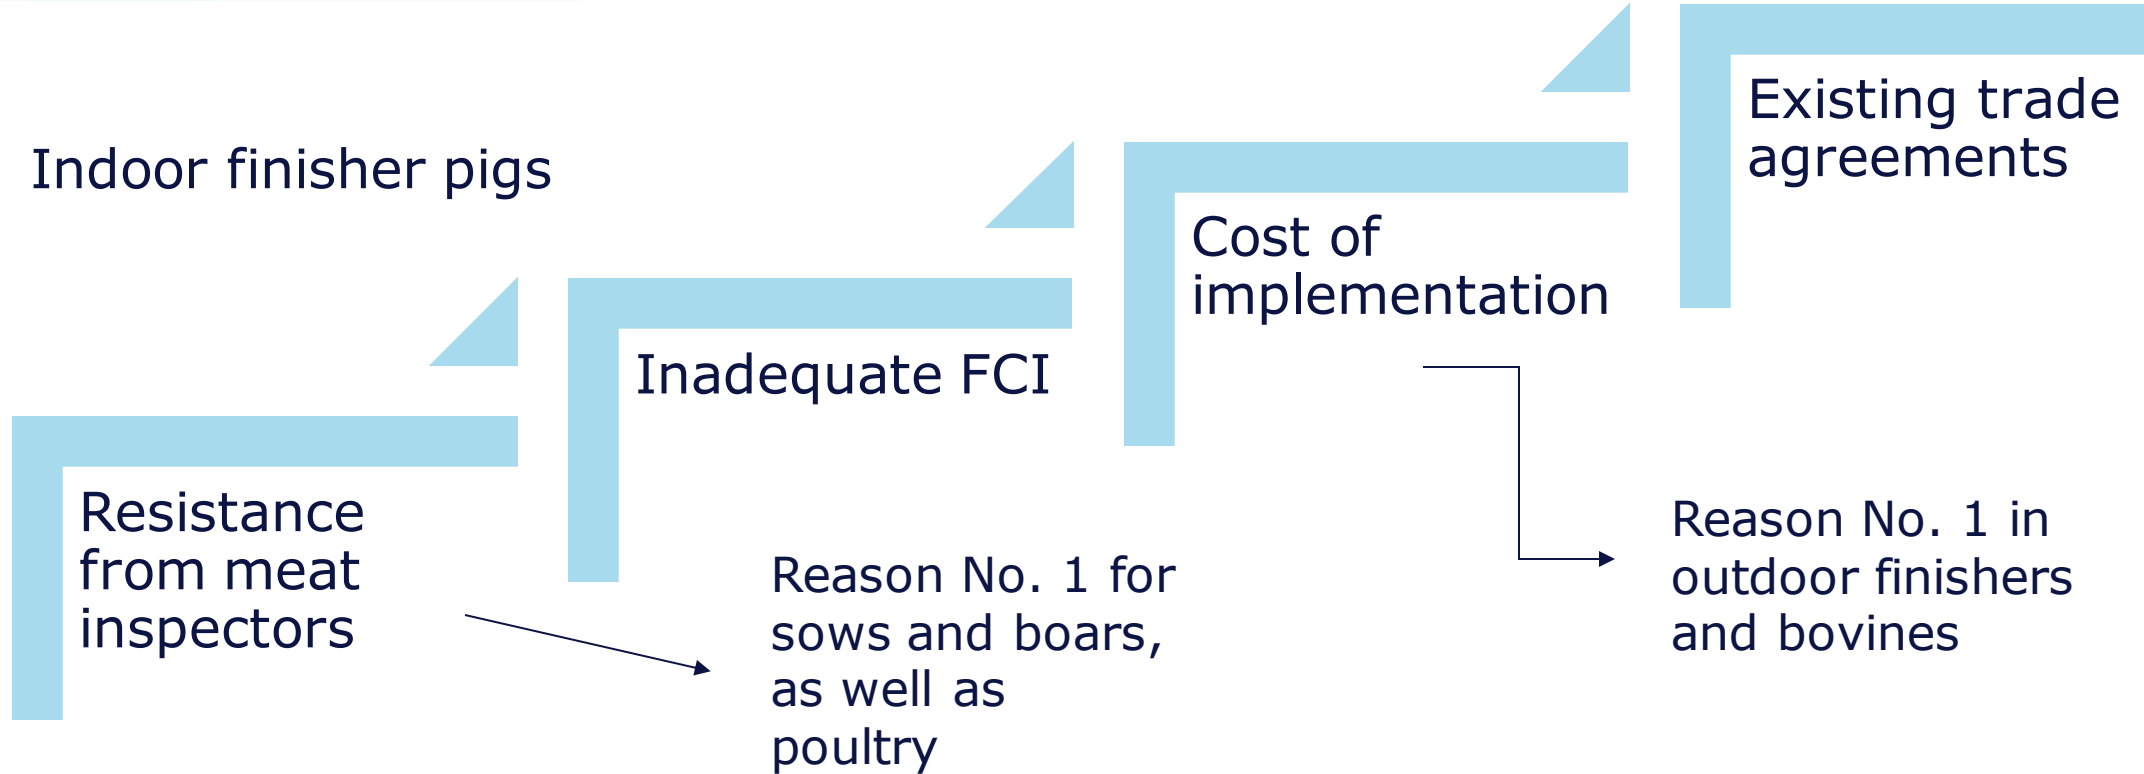 Indoor finisher pigs
Resistance
from meat
inspectors
Inadequate FCI
Cost of
implementation
Existing trade
agreements
Reason No. 1 for
sows and boars,
as well as
poultry
Reason No. 1 in
outdoor finishers
and bovines